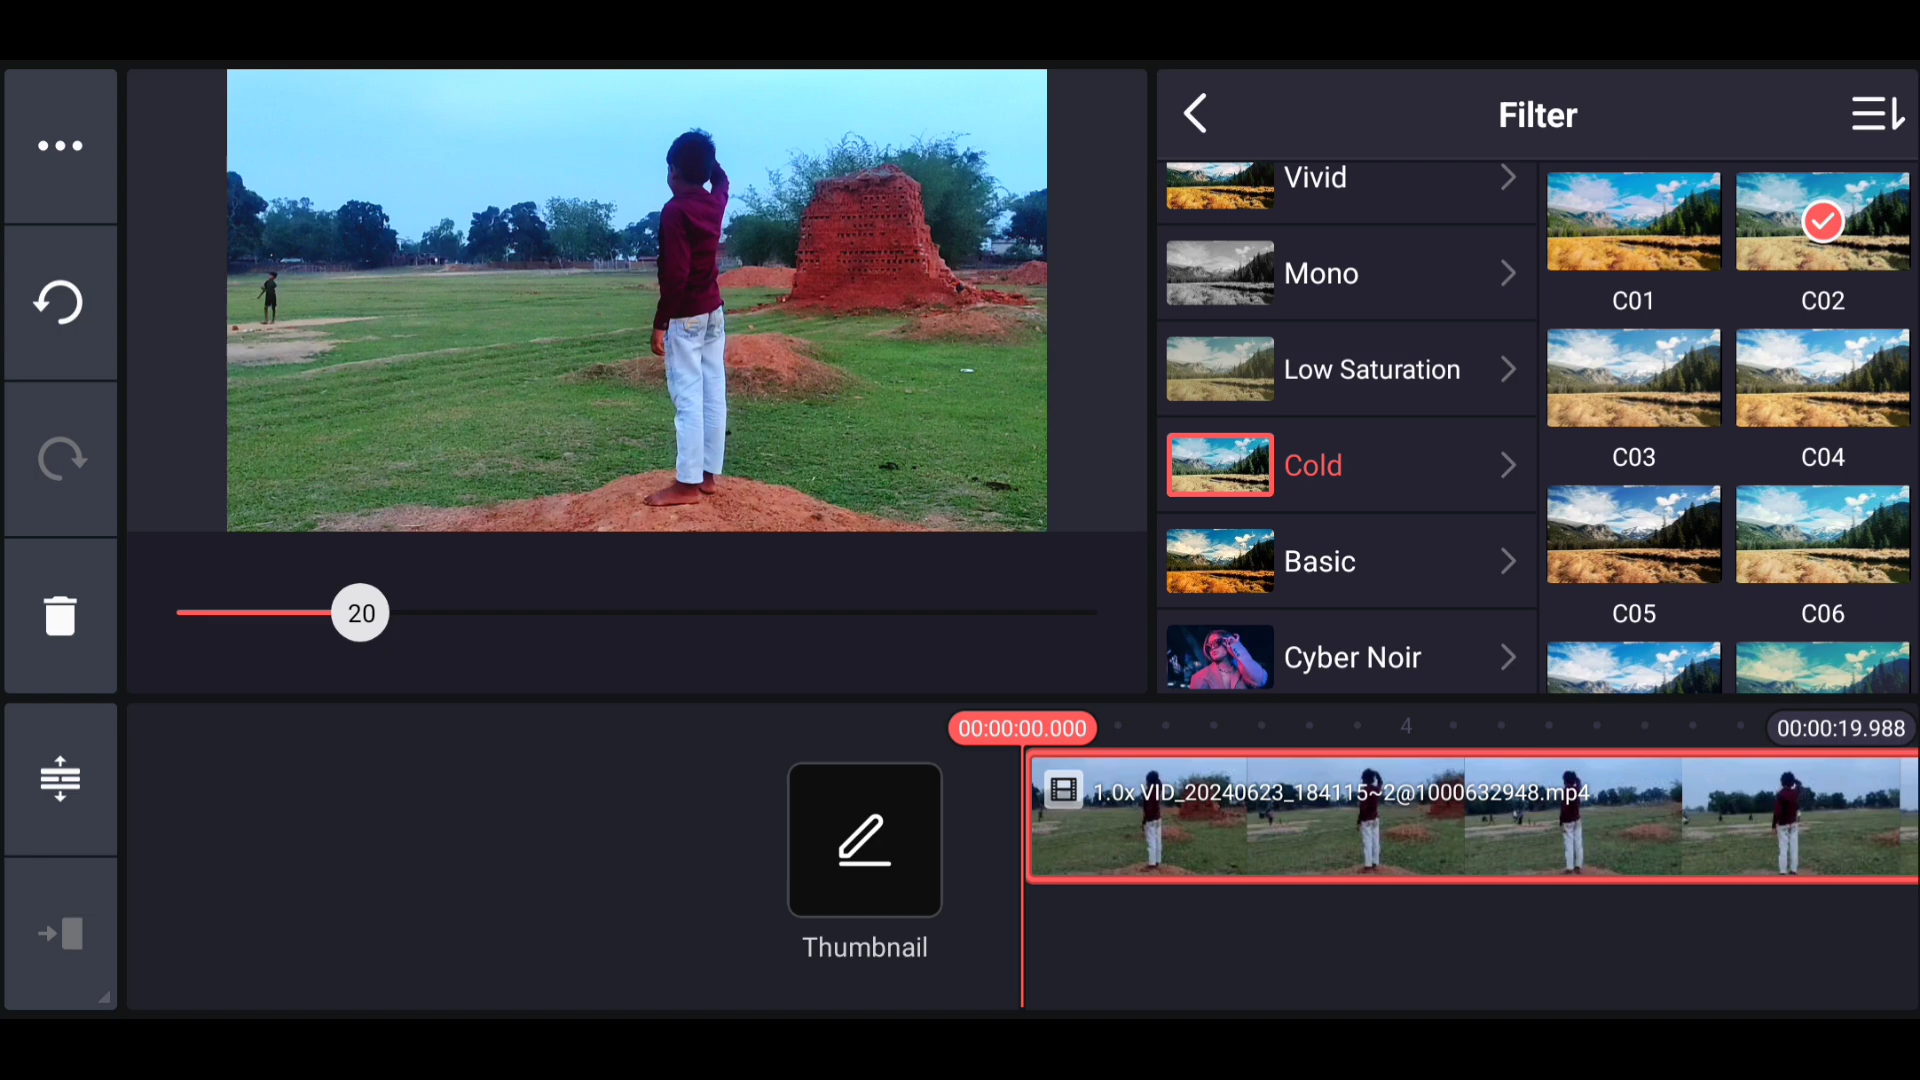 Filter
Vivid
Mono
Low Saturation
Cold
Basic
Cyber Noir
C01
C02
C03
C04
C05
C06
20
00:00:00.000
4
00:00:19.988
1.0x VID_20240623_184115~2@1000632948.mp4
Thumbnail